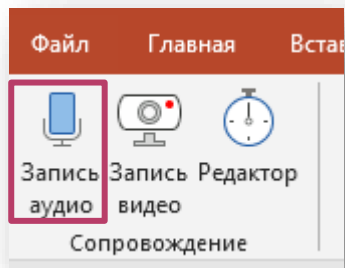 Файл Главная Встав
Запись Запись Редактор
аудио видео
Сопровождение